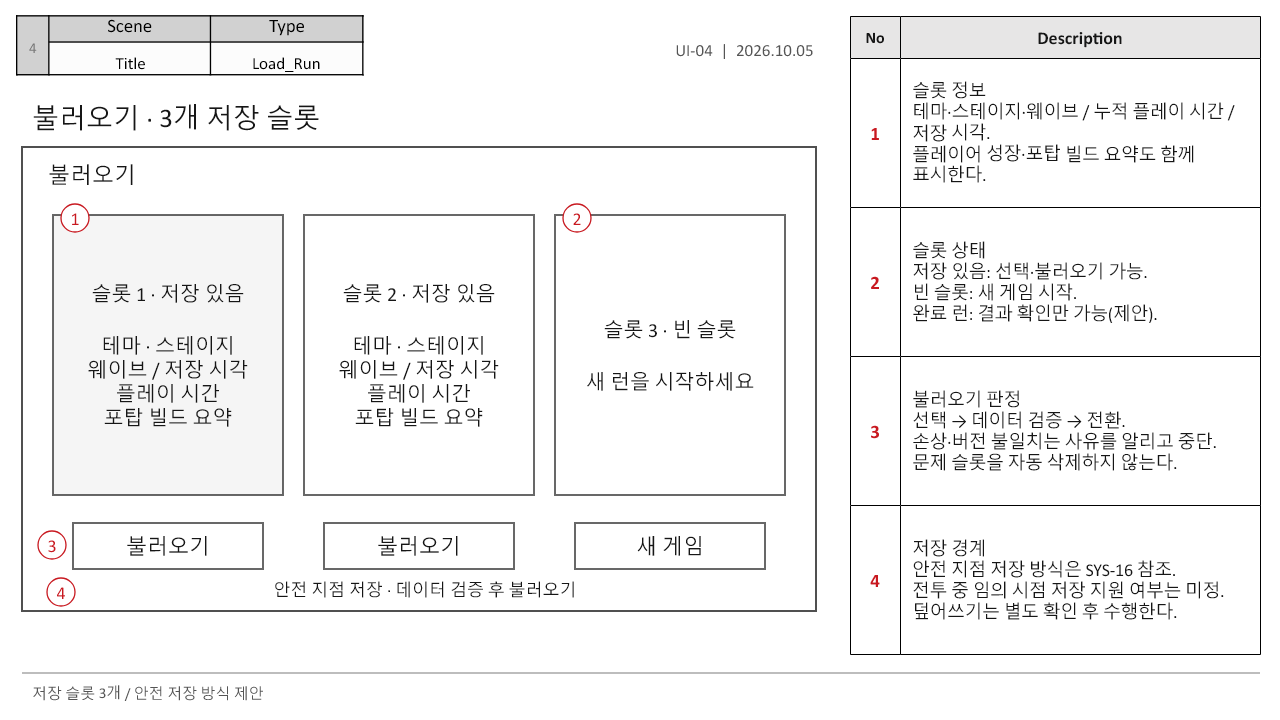 4
Scene
Type
Title
Load_Run
UI-04 | 2026.10.05
불러오기 · 3개 저장 슬롯
불러오기
1
슬롯 1 · 저장 있음
테마 · 스테이지
웨이브 / 저장 시각
플레이 시간
포탑 빌드 요약
슬롯 2 · 저장 있음
테마 · 스테이지
웨이브 / 저장 시각
플레이 시간
포탑 빌드 요약
2
슬롯 3 · 빈 슬롯
새 런을 시작하세요
3
불러오기
불러오기
새 게임
4
안전 지점 저장 · 데이터 검증 후 불러오기
No
Description
1
슬롯 정보
테마·스테이지·웨이브 / 누적 플레이 시간 /
저장 시각.
플레이어 성장·포탑 빌드 요약도 함께
표시한다.
2
슬롯 상태
저장 있음: 선택·불러오기 가능.
빈 슬롯: 새 게임 시작.
완료 런: 결과 확인만 가능(제안).
3
불러오기 판정
선택 → 데이터 검증 → 전환.
손상·버전 불일치는 사유를 알리고 중단.
문제 슬롯을 자동 삭제하지 않는다.
4
저장 경계
안전 지점 저장 방식은 SYS-16 참조.
전투 중 임의 시점 저장 지원 여부는 미정.
덮어쓰기는 별도 확인 후 수행한다.
저장 슬롯 3개 / 안전 저장 방식 제안